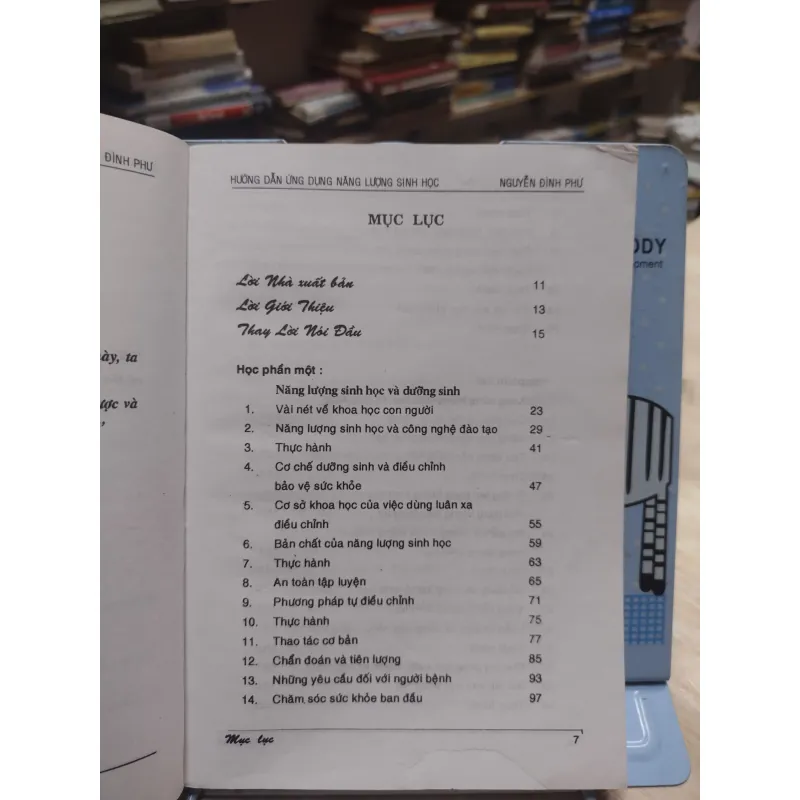 ĐÌNH PHƯ
ày, ta
ược và
HƯỚNG DẪN ỨNG DỤNG NĂNG LƯỢNG SINH HỌC NGUYỄN ĐÌNH PHƯ
MỤC LỤC
Lời Nhà xuất bản 11
Lời Giới Thiệu 13
Thay Lời Nói Đầu 15
Học phần một :
Năng lượng sinh học và dưỡng sinh
1. Vài nét về khoa học con người 23
2. Năng lượng sinh học và công nghệ đào tạo 29
3. Thực hành 41
4. Cơ chế dưỡng sinh và điều chỉnh
bảo vệ sức khỏe 47
5. Cơ sở khoa học của việc dùng luân xa
điều chỉnh 55
6. Bản chất của năng lượng sinh học 59
7. Thực hành 63
8. An toàn tập luyện 65
9. Phương pháp tự điều chỉnh 71
10. Thực hành 75
11. Thao tác cơ bản 77
12. Chẩn đoán và tiên lượng 85
13. Những yêu cầu đối với người bệnh 93
14. Chăm sóc sức khỏe ban đầu 97
Mục lục 7
ODY
oment